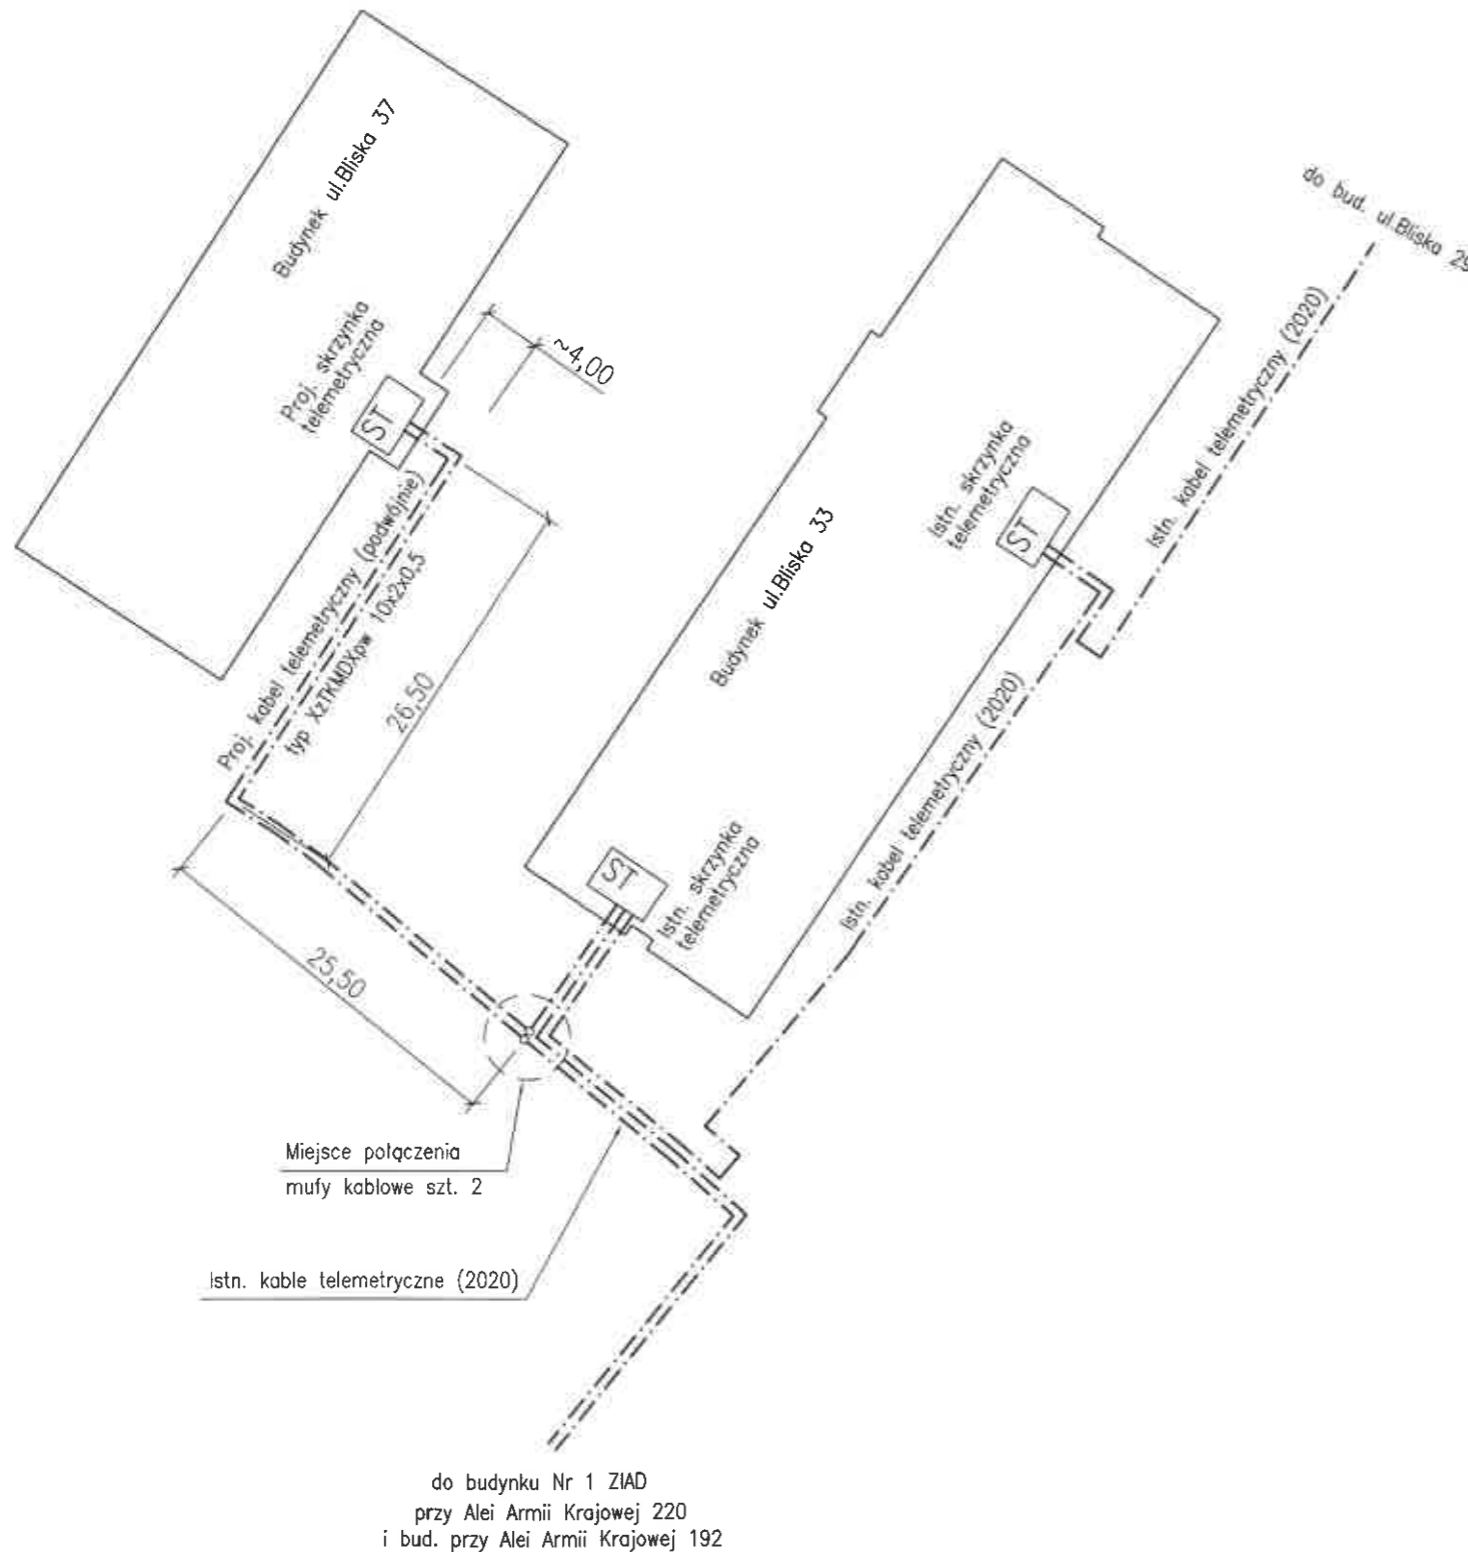 Budynek ul.Bliska 37
Proj. skrzynka
telemetryczna
ST
~4,00
Proj. kabel telemetryczny (podwójnie)
typ XzTKMDXpw 10x2x0,5
26,50
25,50
do bud. ul.Bliska 29
Istn. kabel telemetryczny (2020)
Istn. skrzynka
telemetryczna
ST
Budynek ul.Bliska 33
Istn. kabel telemetryczny (2020)
ST
Istn. skrzynka
telemetryczna
Miejsce połączenia
mufy kablowe szt. 2
Istn. kable telemetryczne (2020)
do budynku Nr 1 ZIAD
przy Alei Armii Krajowej 220
i bud. przy Alei Armii Krajowej 192